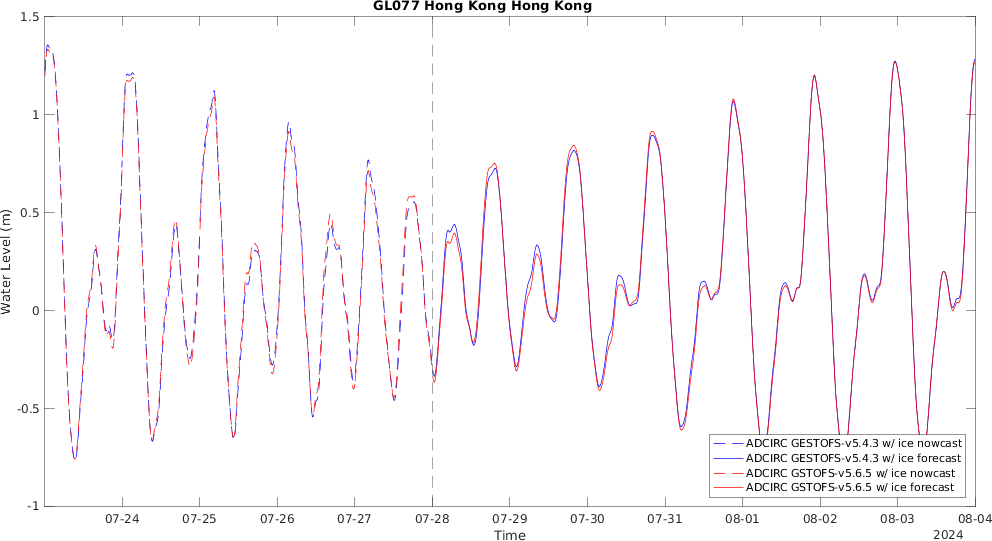 GL077 Hong Kong Hong Kong
1.5
1
0.5
0
-0.5
-1
Water Level (m)
07-24 07-25 07-26 07-27 07-28 07-29 07-30 07-31 08-01 08-02 08-03 08-04
Time
2024
ADCIRC GESTOFS-v5.4.3 w/ ice nowcast
ADCIRC GESTOFS-v5.4.3 w/ ice forecast
ADCIRC GSTOFS-v5.6.5 w/ ice nowcast
ADCIRC GSTOFS-v5.6.5 w/ ice forecast